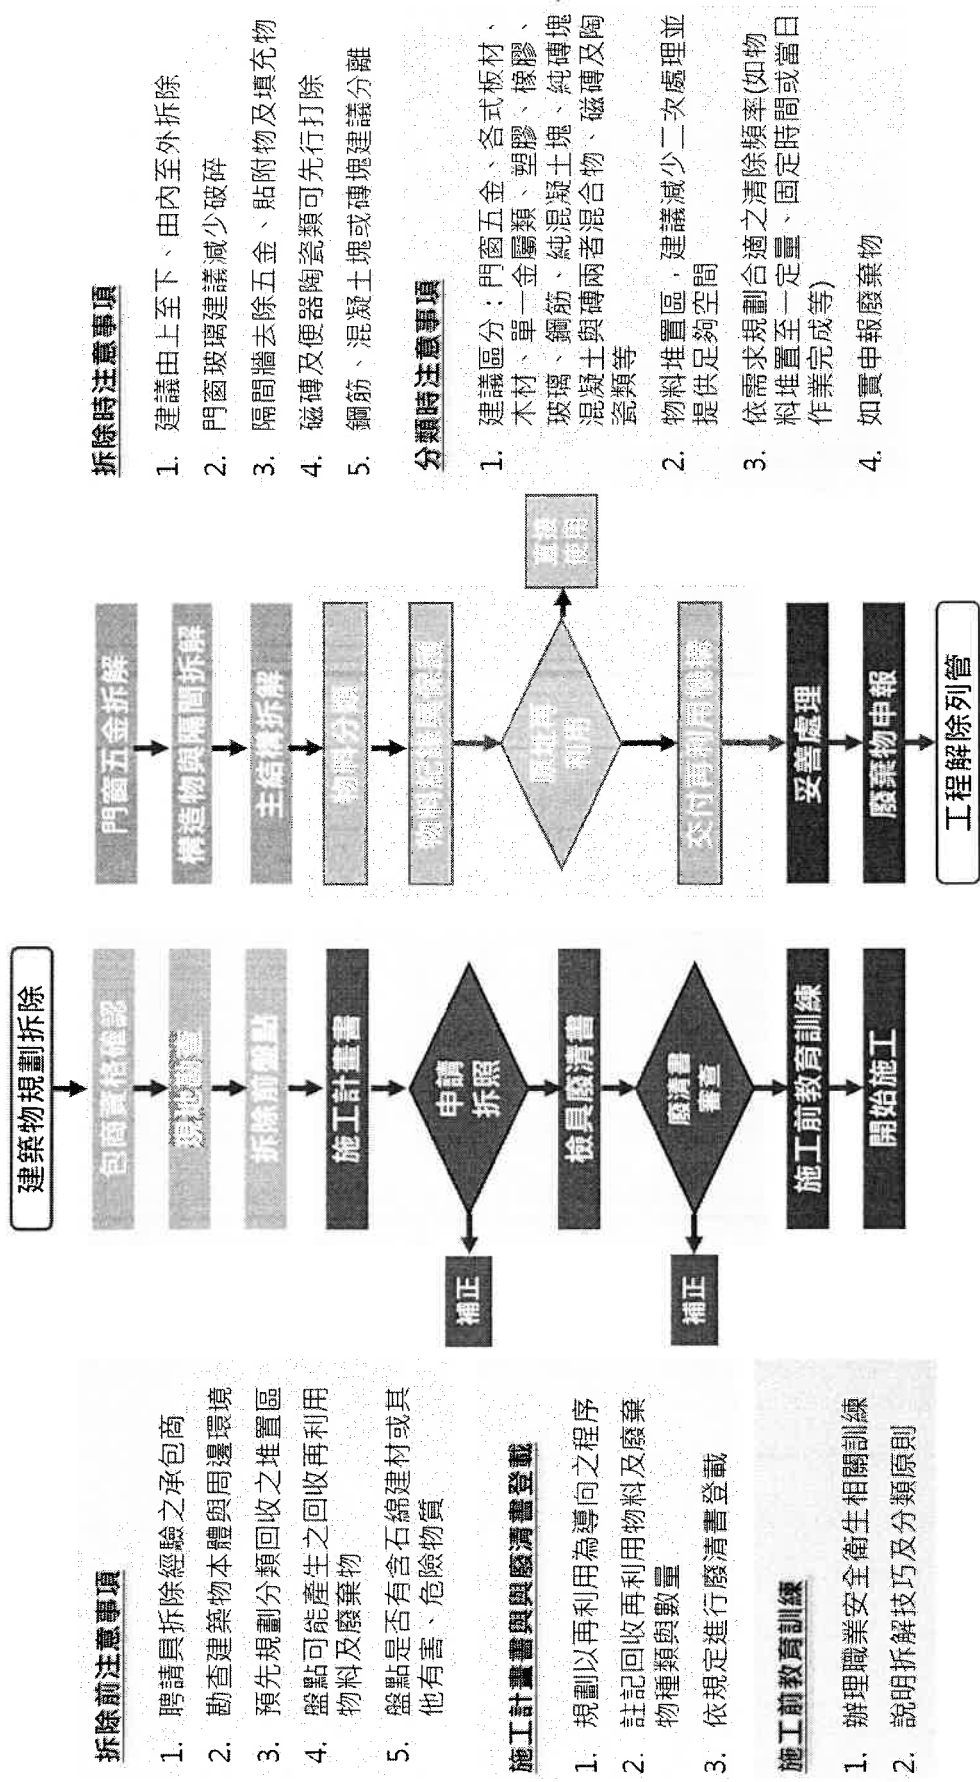 拆除前注意事項
1. 聘請具拆除經驗之承包商
2. 勘查建築物本體與周邊環境
3. 預先規劃分類回收之堆置區
4. 盤點可能產生之回收再利用
物料及廢棄物
5. 盤點是否有含石綿建材或其
他有害、危險物質
施工計畫書與廢清書登載
1. 規劃以再利用為導向之程序
2. 註記回收再利用物料及廢棄
物種類與數量
3. 依規定進行廢清書登載
施工前教育訓練
1. 辦理職業安全衛生相關訓練
2. 說明拆解技巧及分類原則
建築物規劃拆除
包商資格確認
現地勘查
拆除前盤點
施工計畫書
申請
拆照
補正
檢具廢清書
廢清書
審查
補正
施工前教育訓練
開始施工
門窗五金拆解
構造物與隔間拆解
主結構拆解
物料分類
直接
使用
交付再利用機構
妥善處理
廢棄物申報
工程解除列管
拆除時注意事項
1. 建議由上至下、由內至外拆除
2. 門窗玻璃建議減少破碎
3. 隔間牆去除五金、貼附物及填充物
4. 磁磚及便器陶瓷類可先行打除
5. 鋼筋、混凝土塊或磚塊建議分離
分類時注意事項
1. 建議區分：門窗五金、各式板材、
木材、單一金屬類、塑膠、橡膠、
玻璃、鋼筋、純混凝土塊、純磚塊、
混凝土與磚兩者混合物、磁磚及陶
瓷類等
2. 物料堆置區，建議減少二次處理並
提供足夠空間
3. 依需求規劃合適之清除頻率(如物
料堆置至一定量、固定時間或當日
作業完成等)
4. 如實申報廢棄物